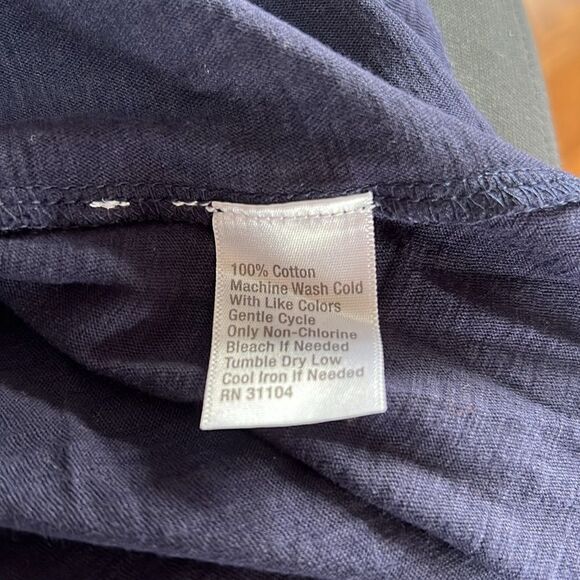 100% Cotton
Machine Wash Cold
With Like Colors
Gentle Cycle
Only Non-Chlorine
Bleach If Needed
Tumble Dry Low
Cool Iron If Needed
RN 31104